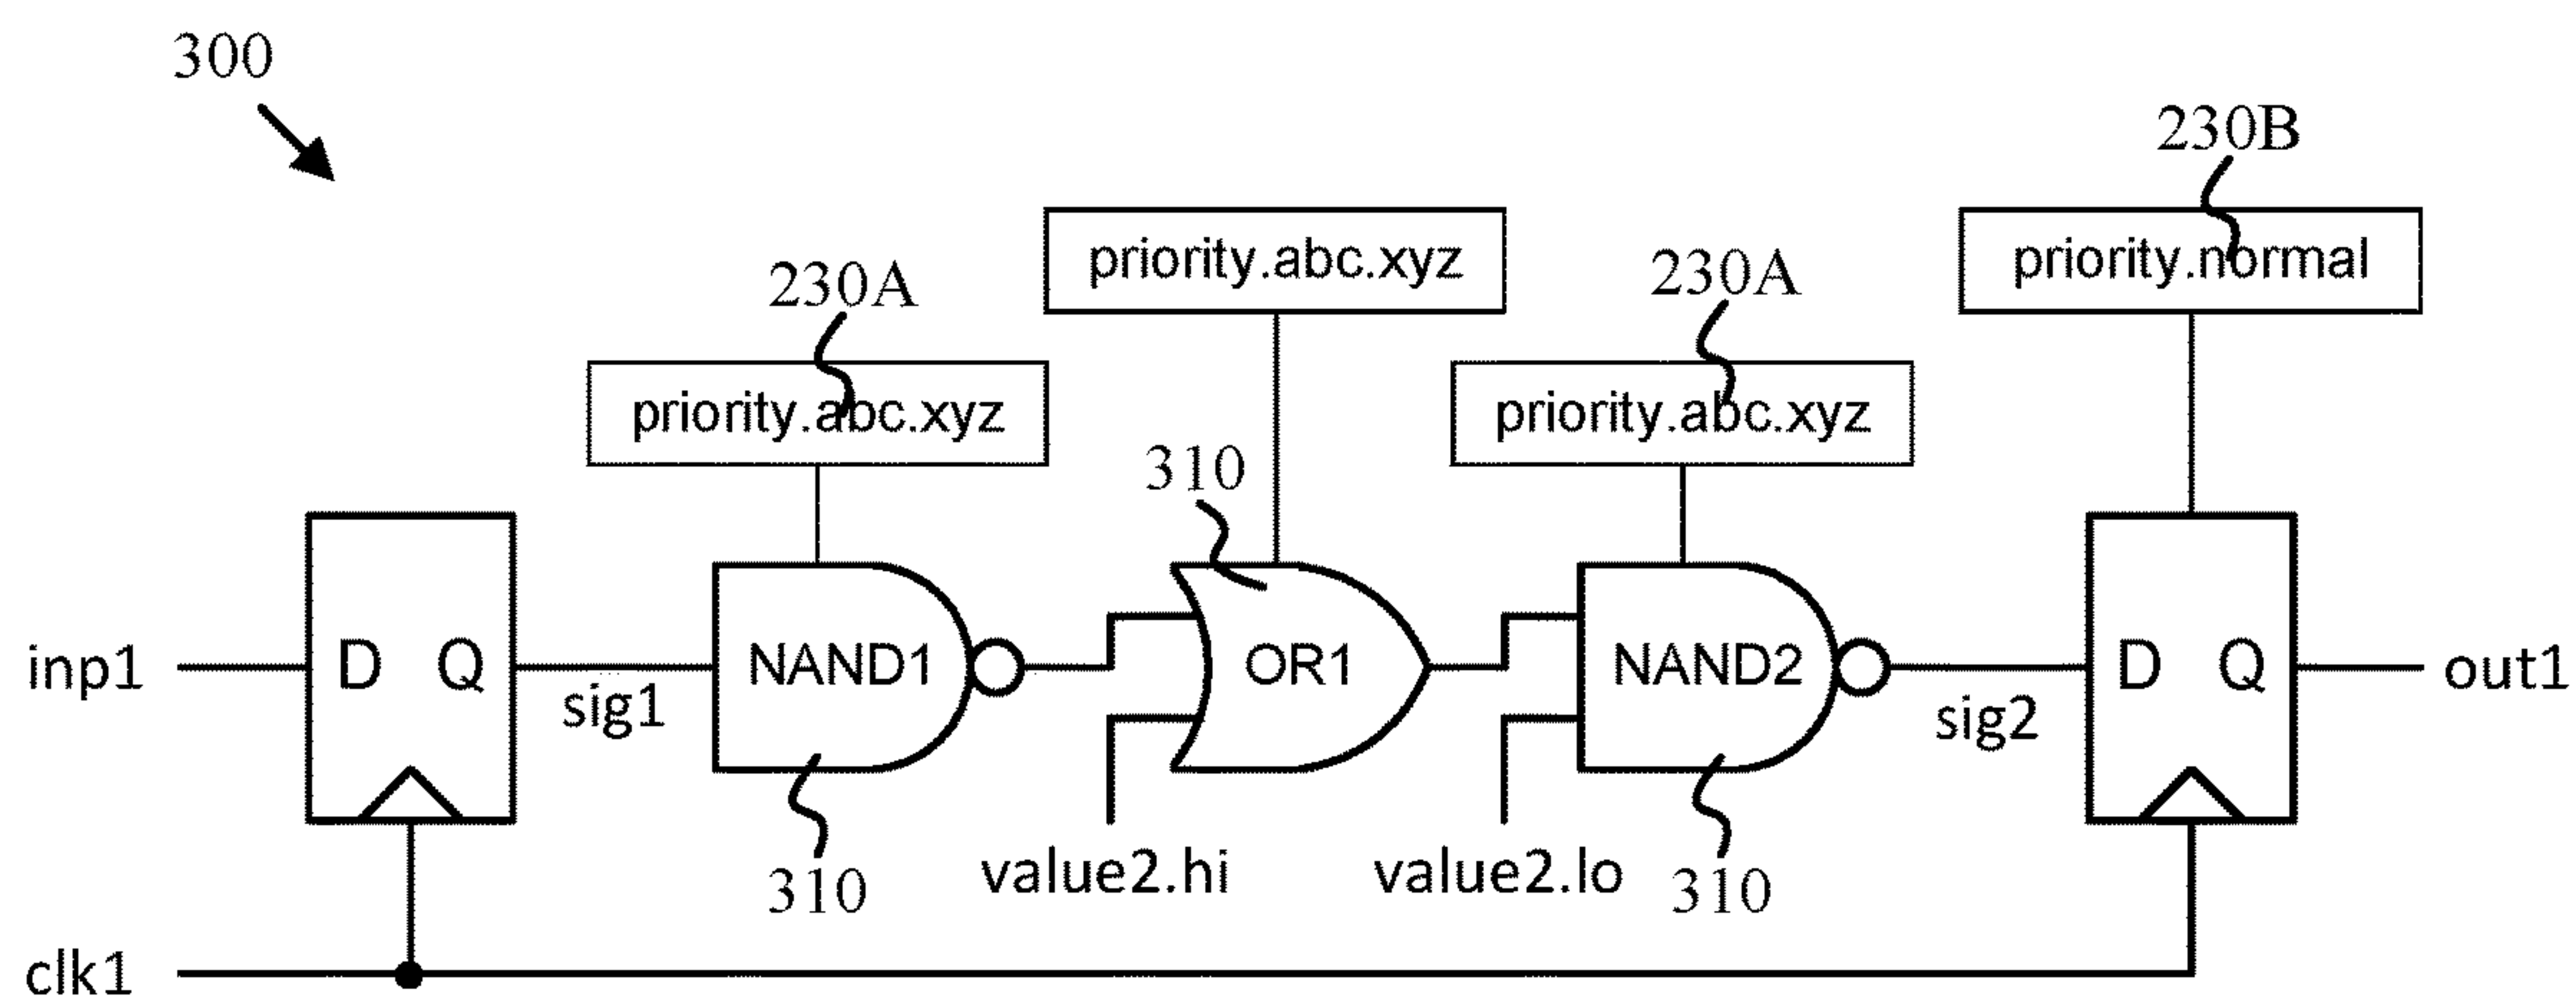 300
230B
priority.abc.xyz
priority.normal
230A
230A
priority.abc.xyz
priority.abc.xyz
310
inp1
D Q
sig1
NAND1
OR1
NAND2
sig2
D Q
out1
310
value2.hi
value2.lo
310
clk1